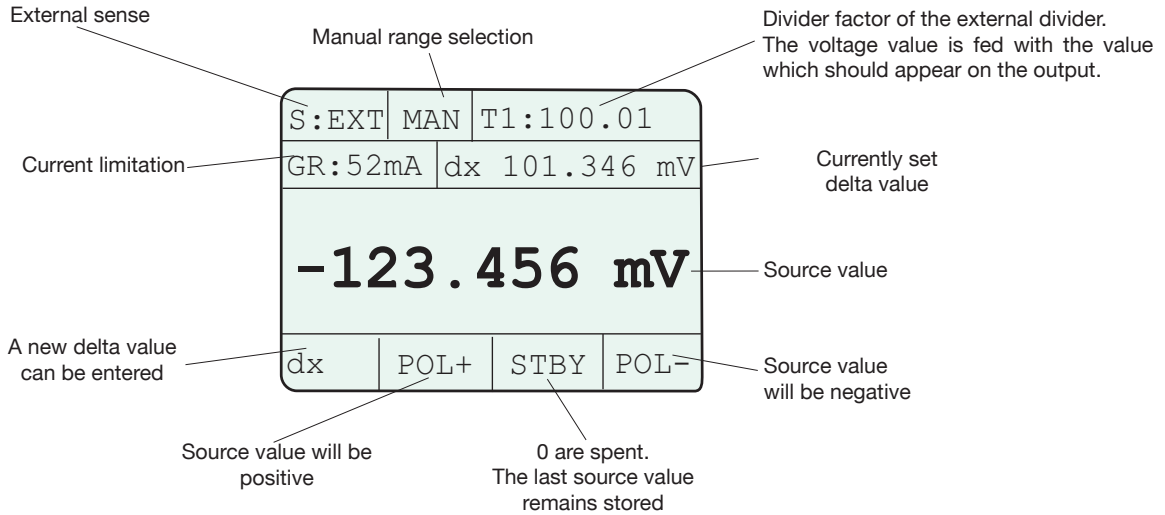 External sense
Manual range selection
Divider factor of the external divider.
The voltage value is fed with the value
which should appear on the output.
S:EXT MAN T1:100.01
Current limitation
GR:52mA dx 101.346 mV
Currently set
delta value
-123.456 mV
Source value
A new delta value
can be entered
dx POL+ STBY POL-
Source value
will be negative
Source value will be
positive
0 are spent.
The last source value
remains stored